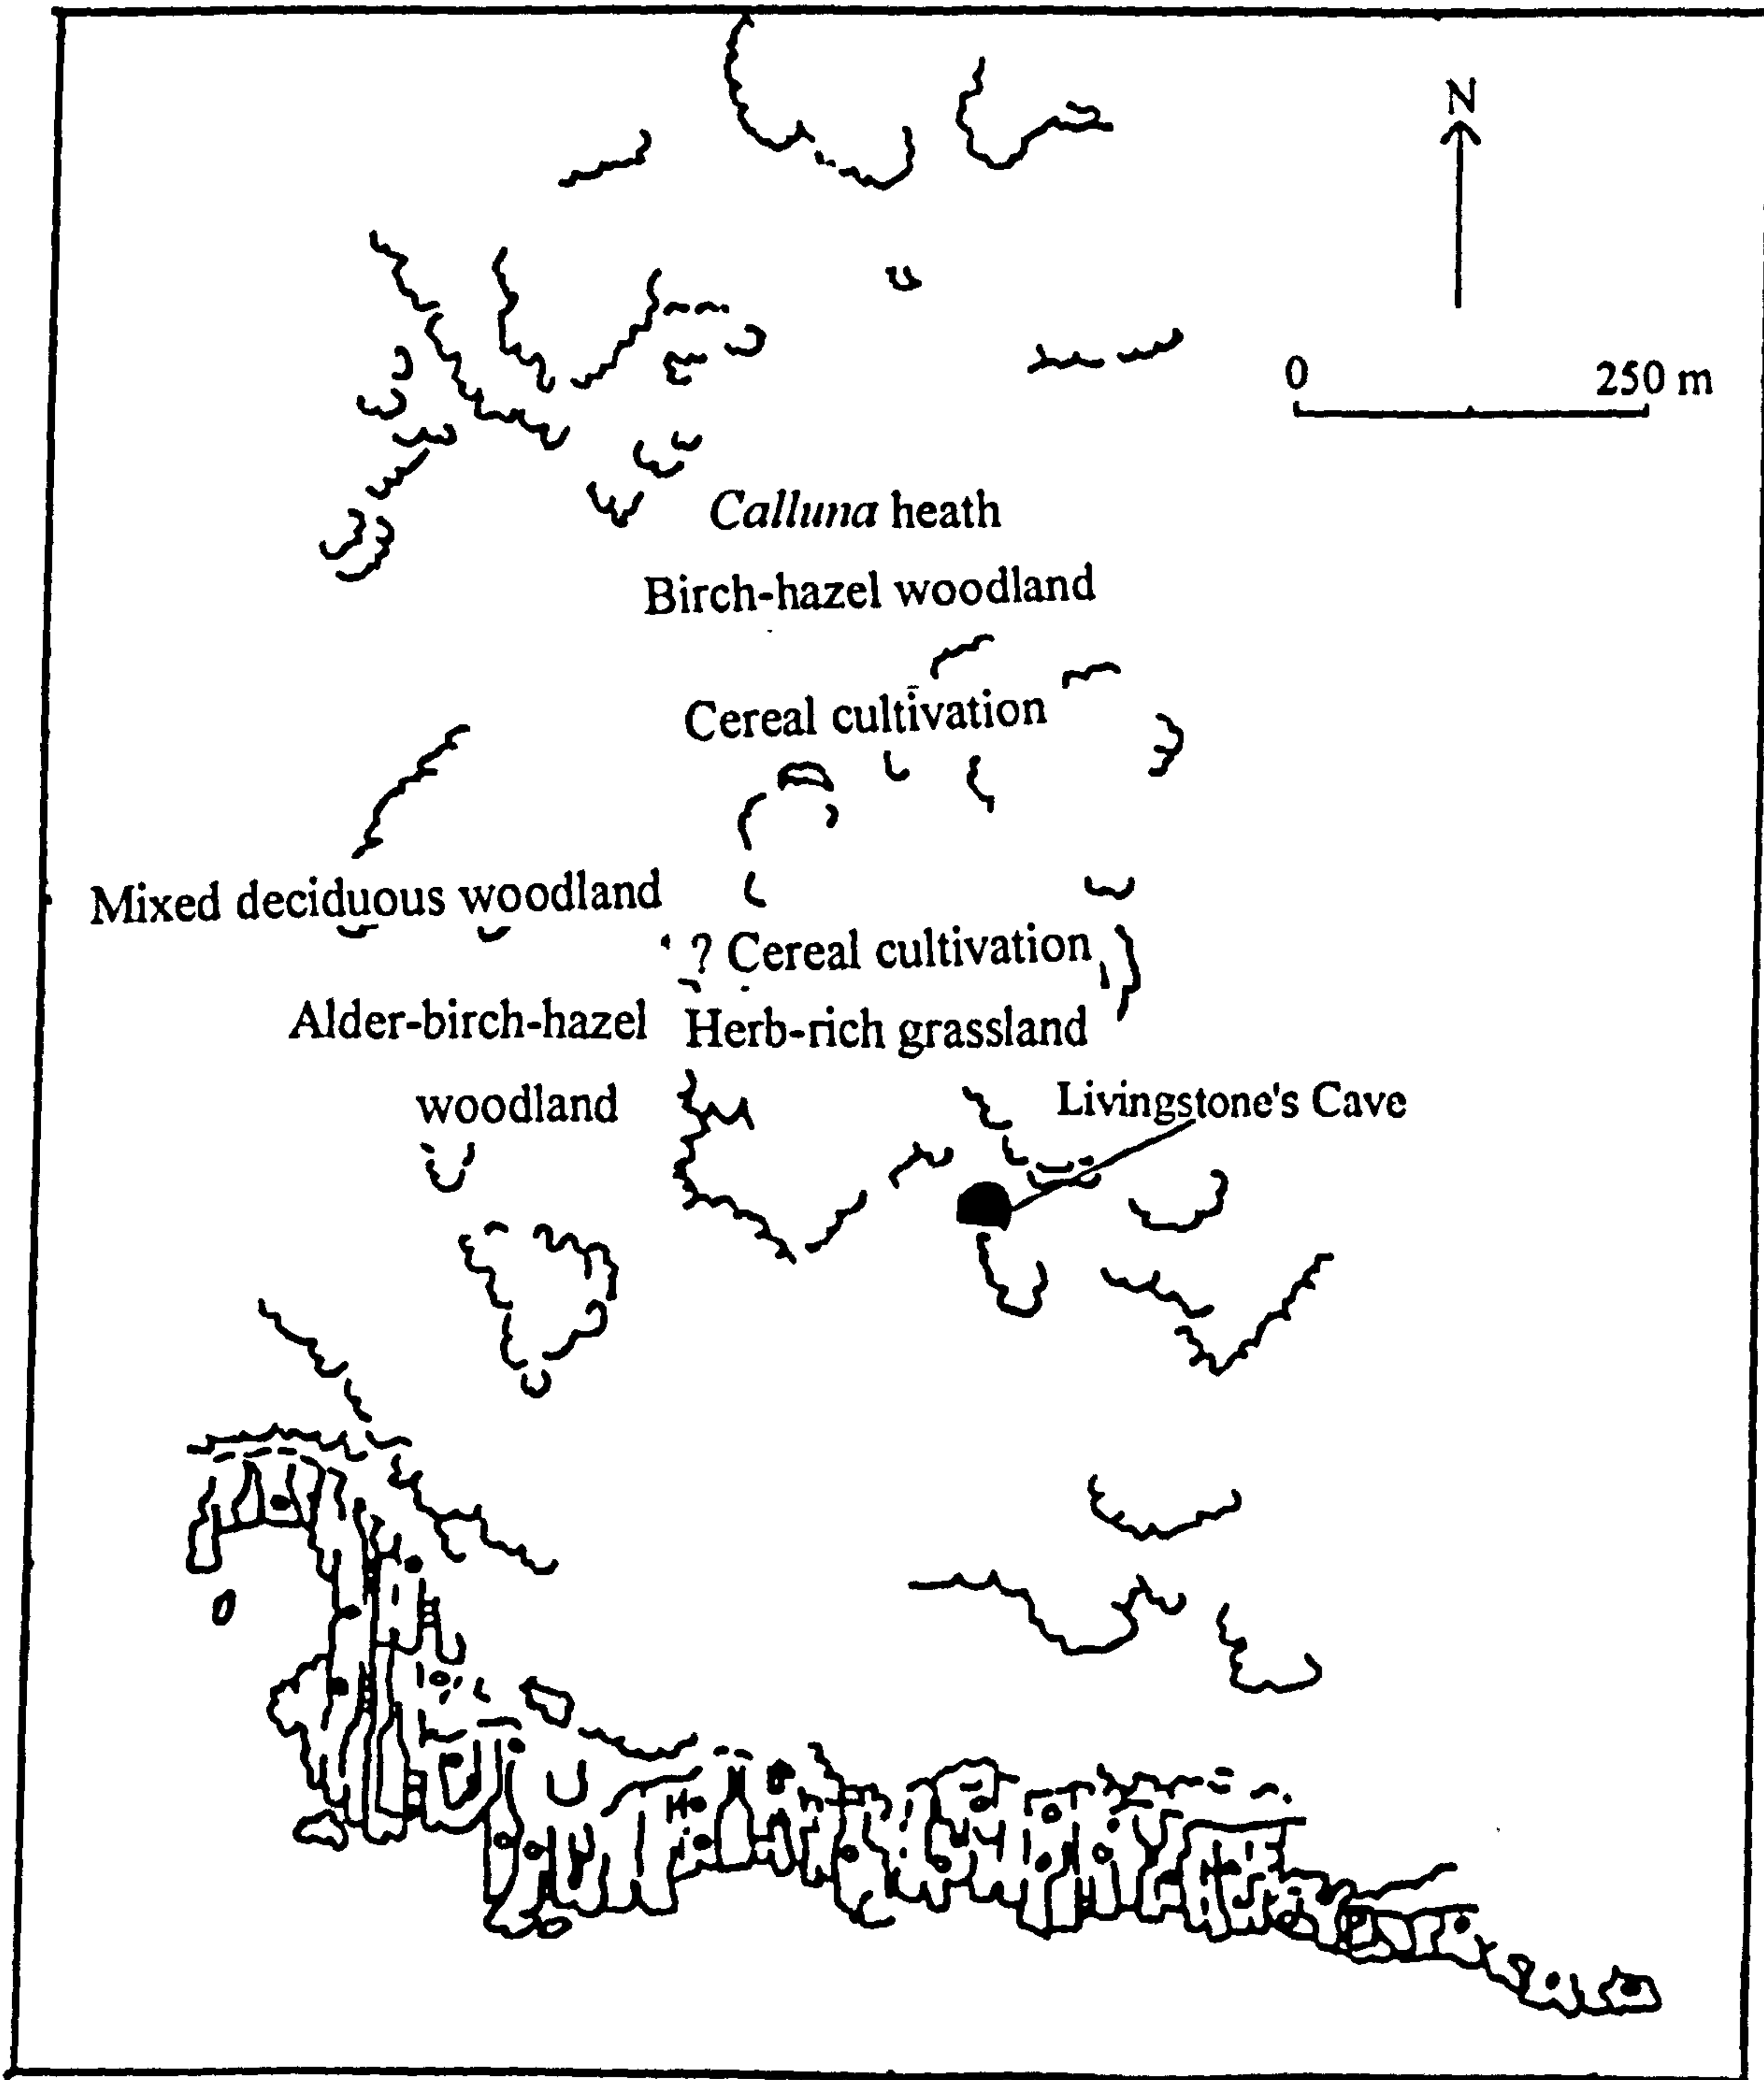 N
0 250 m
Calluna heath
Birch-hazel woodland
Cereal cultivation
Mixed deciduous woodland
? Cereal cultivation
Alder-birch-hazel
woodland
Herb-rich grassland
Livingstone's Cave